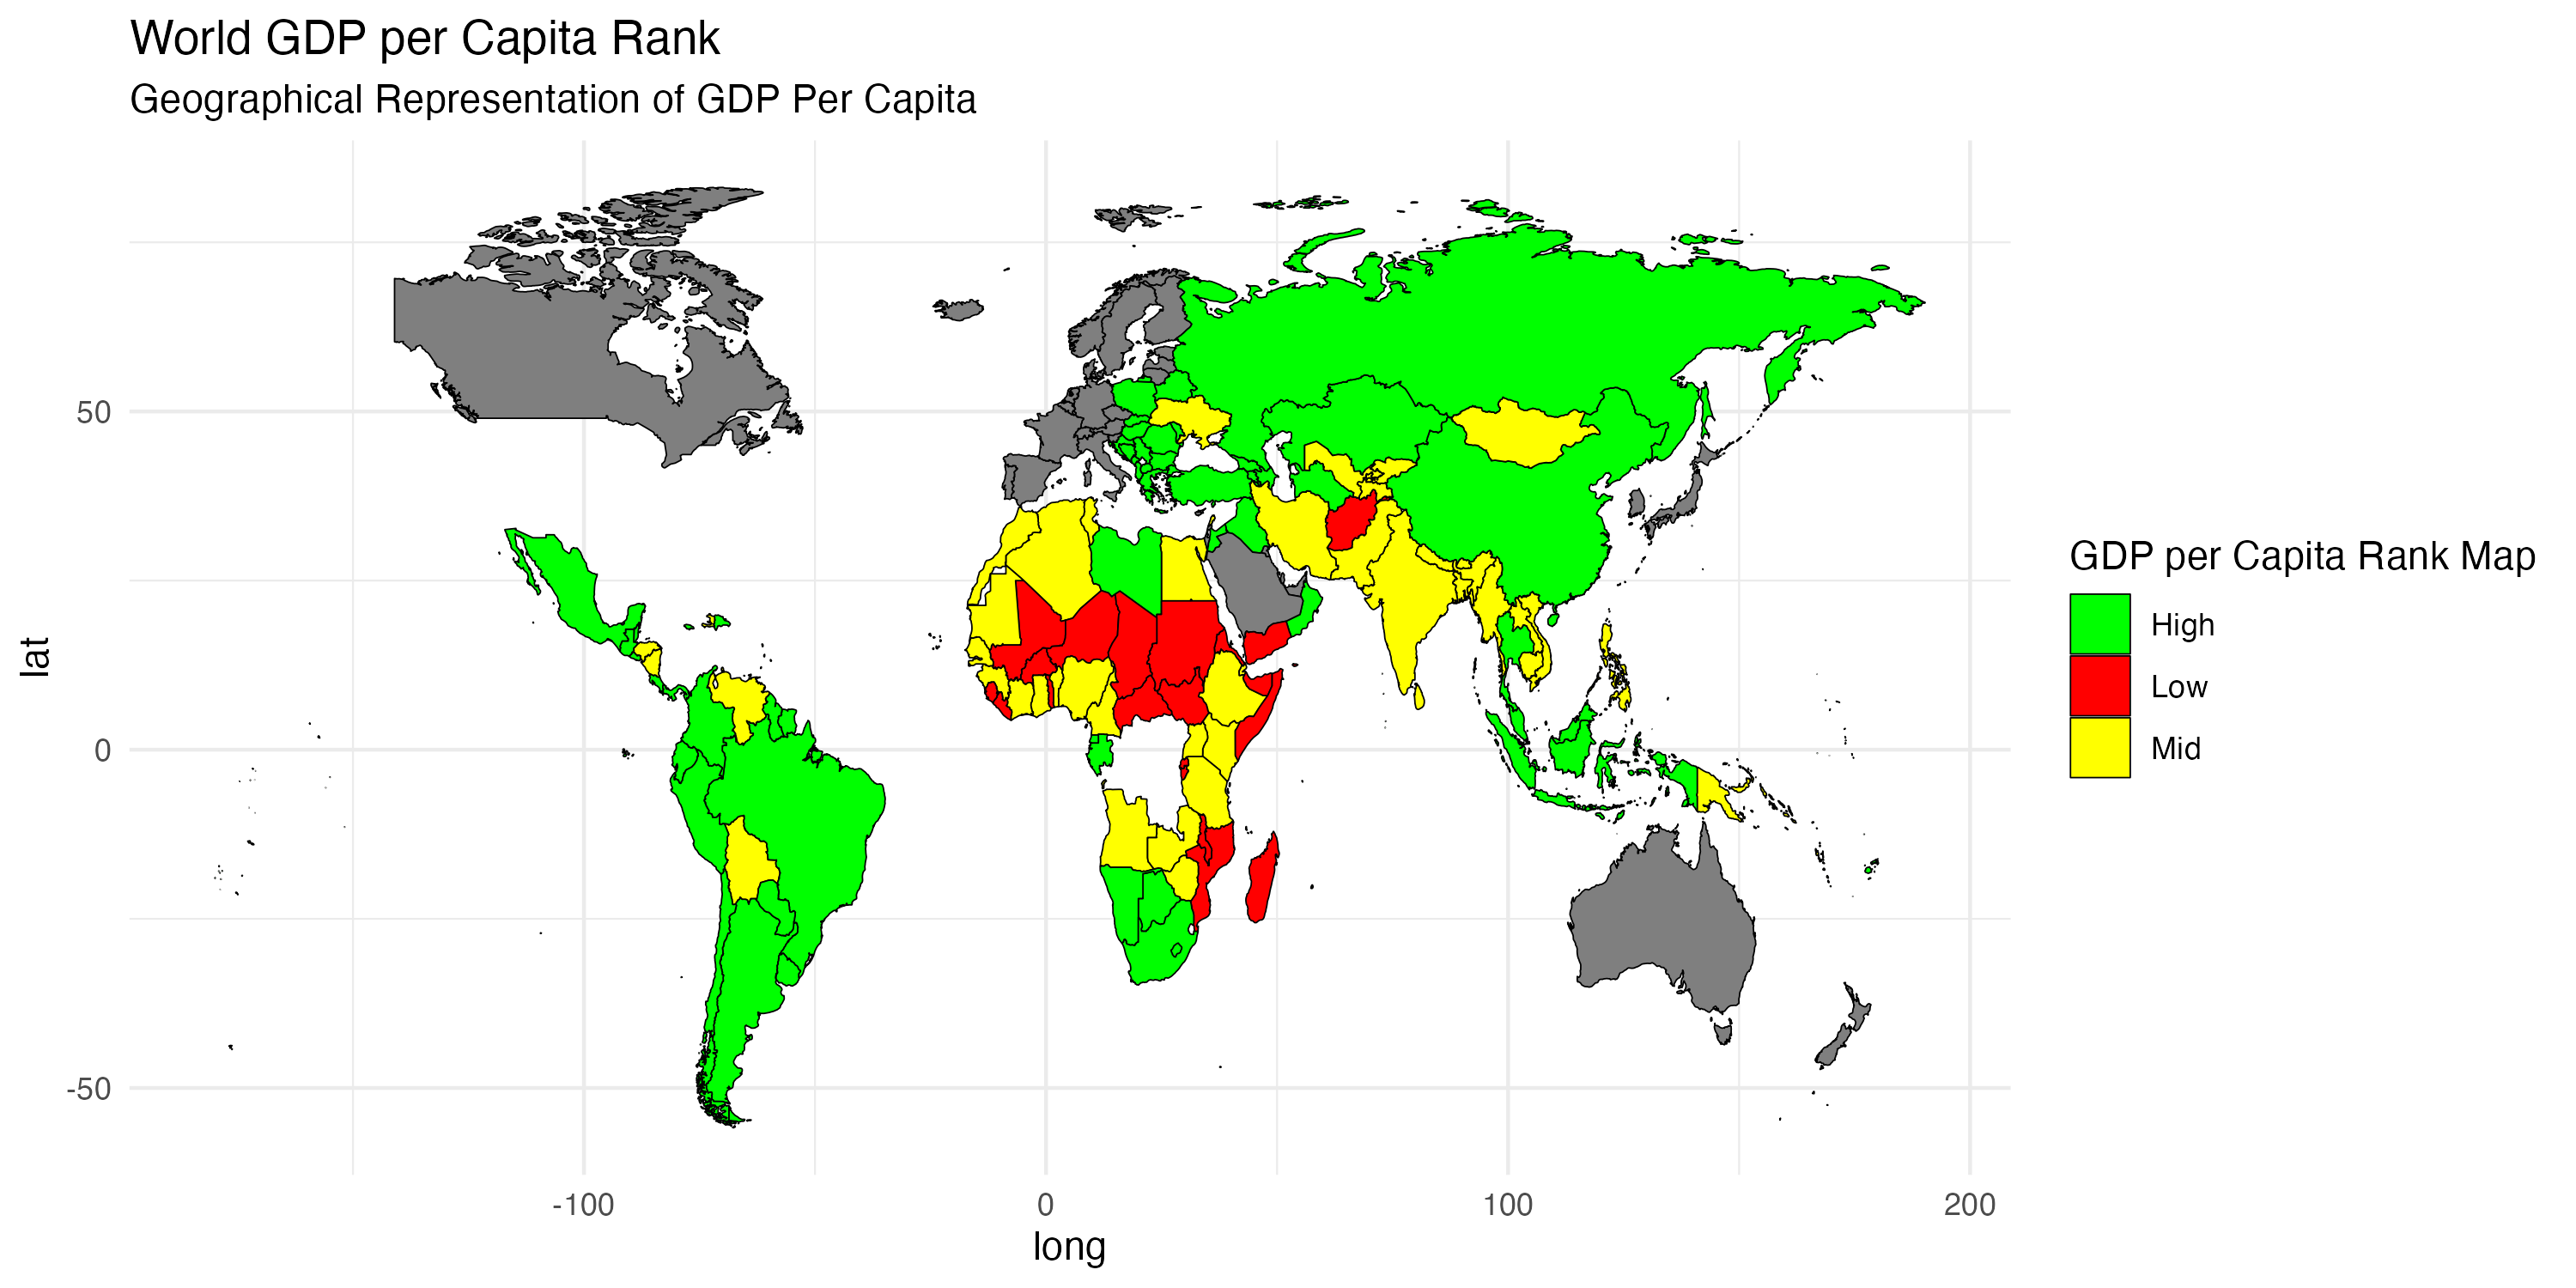 World GDP per Capita Rank
Geographical Representation of GDP Per Capita
lat
50
0
-50
-100
0
100
200
long
GDP per Capita Rank Map
High
Low
Mid